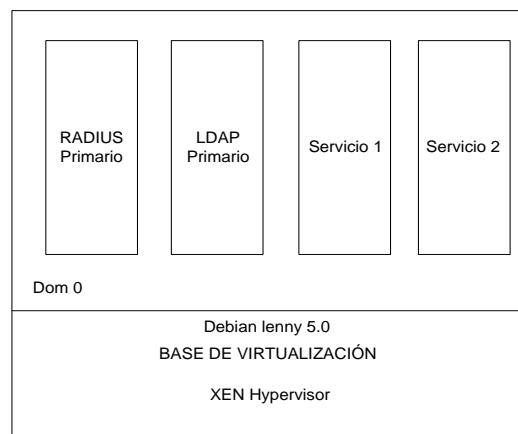 RADIUS
Primario
LDAP
Primario
Servicio 1
Servicio 2
Dom 0
Debian lenny 5.0
BASE DE VIRTUALIZACIÓN
XEN Hypervisor